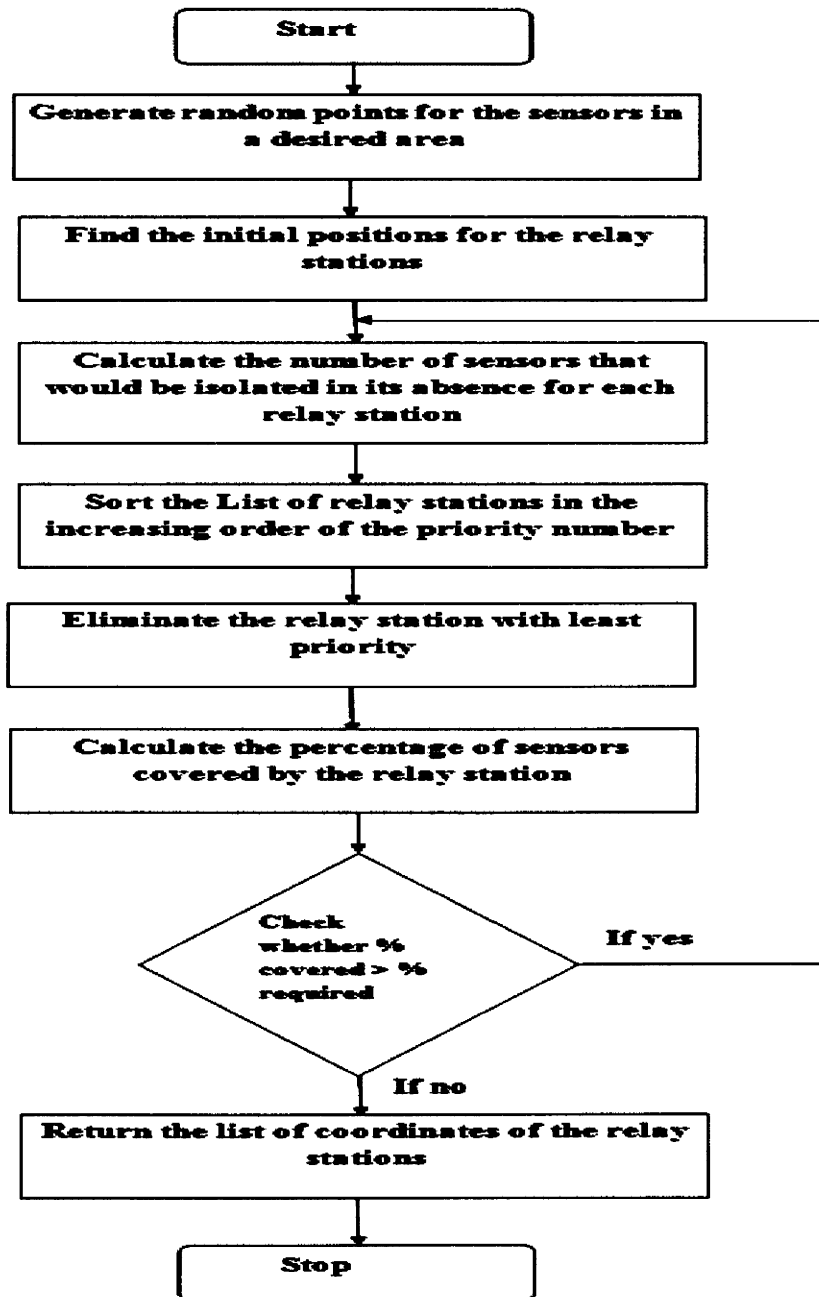 Start
Generate random points for the sensors in
a desired area
Find the initial positions for the relay
stations
Calculate the number of sensors that
would be isolated in its absence for each
relay station
Sort the List of relay stations in the
increasing order of the priority number
Eliminate the relay station with least
priority
Calculate the percentage of sensors
covered by the relay station
Check
whether %
covered > %
required
If yes
If no
Return the list of coordinates of the relay
stations
Stop